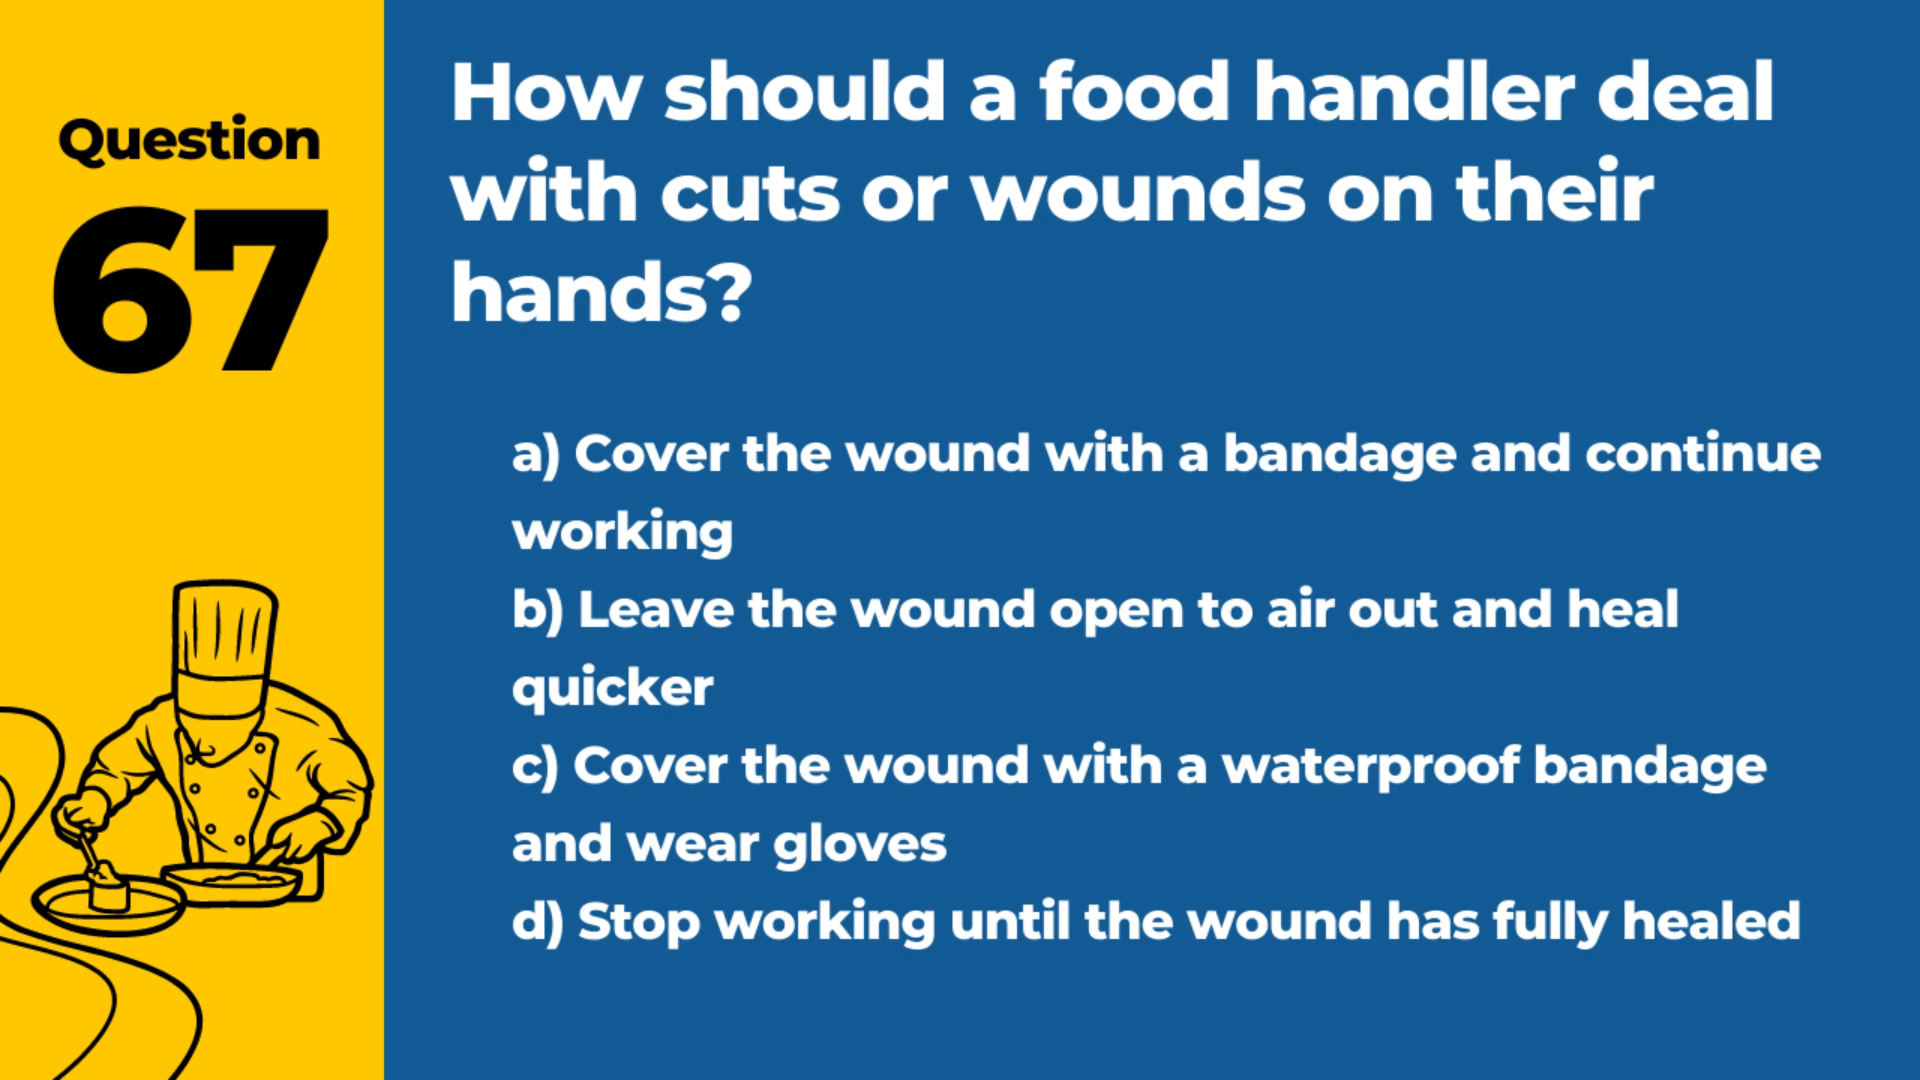 Question
67
How should a food handler deal
with cuts or wounds on their
hands?
a) Cover the wound with a bandage and continue
working
b) Leave the wound open to air out and heal
quicker
c) Cover the wound with a waterproof bandage
and wear gloves
d) Stop working until the wound has fully healed